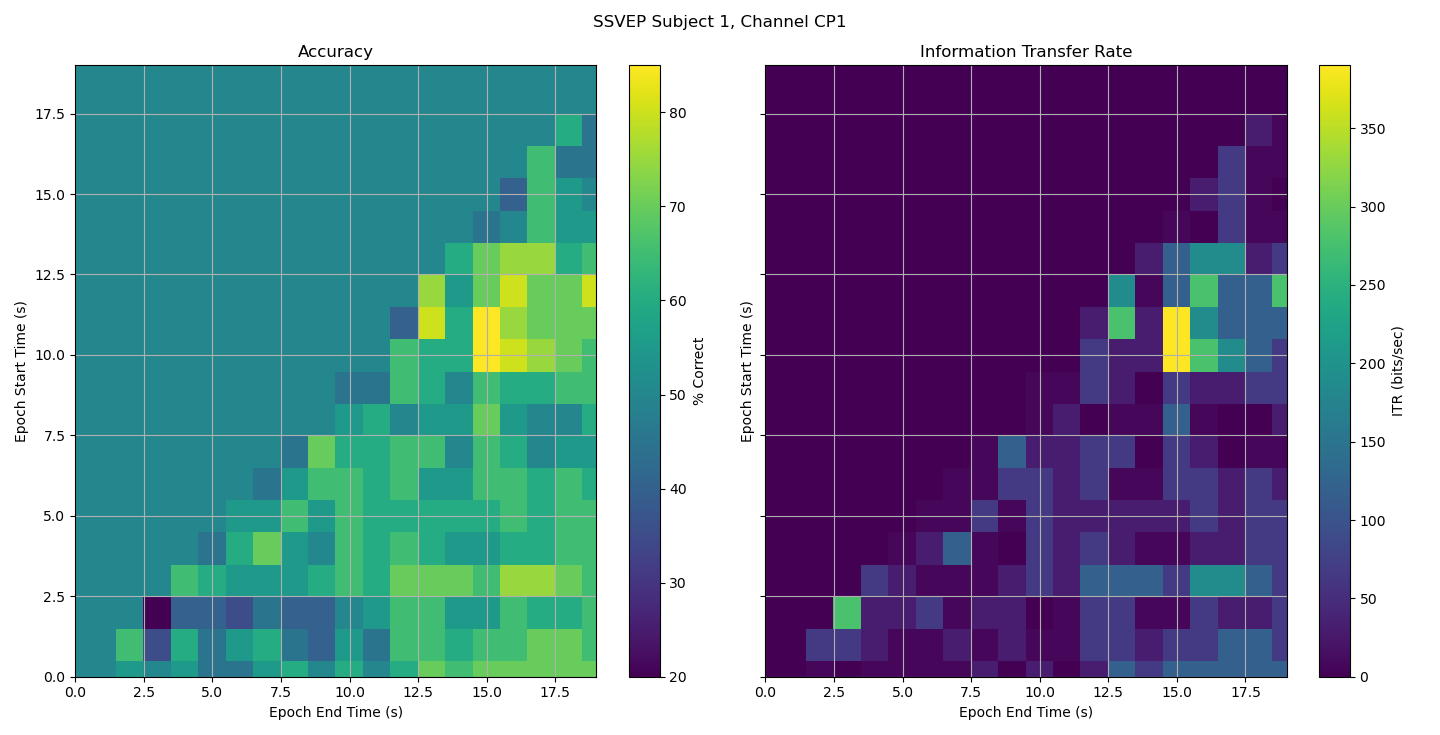 SSVEP Subject 1, Channel CP1
Accuracy
Information Transfer Rate
17.5
15.0
12.5
10.0
7.5
5.0
2.5
0.0
Epoch Start Time (s)
0.0 2.5 5.0 7.5 10.0 12.5 15.0 17.5
Epoch End Time (s)
80
70
60
50
40
30
20
% Correct
Epoch Start Time (s)
0.0 2.5 5.0 7.5 10.0 12.5 15.0 17.5
Epoch End Time (s)
350
300
250
200
150
100
50
0
ITR (bits/sec)